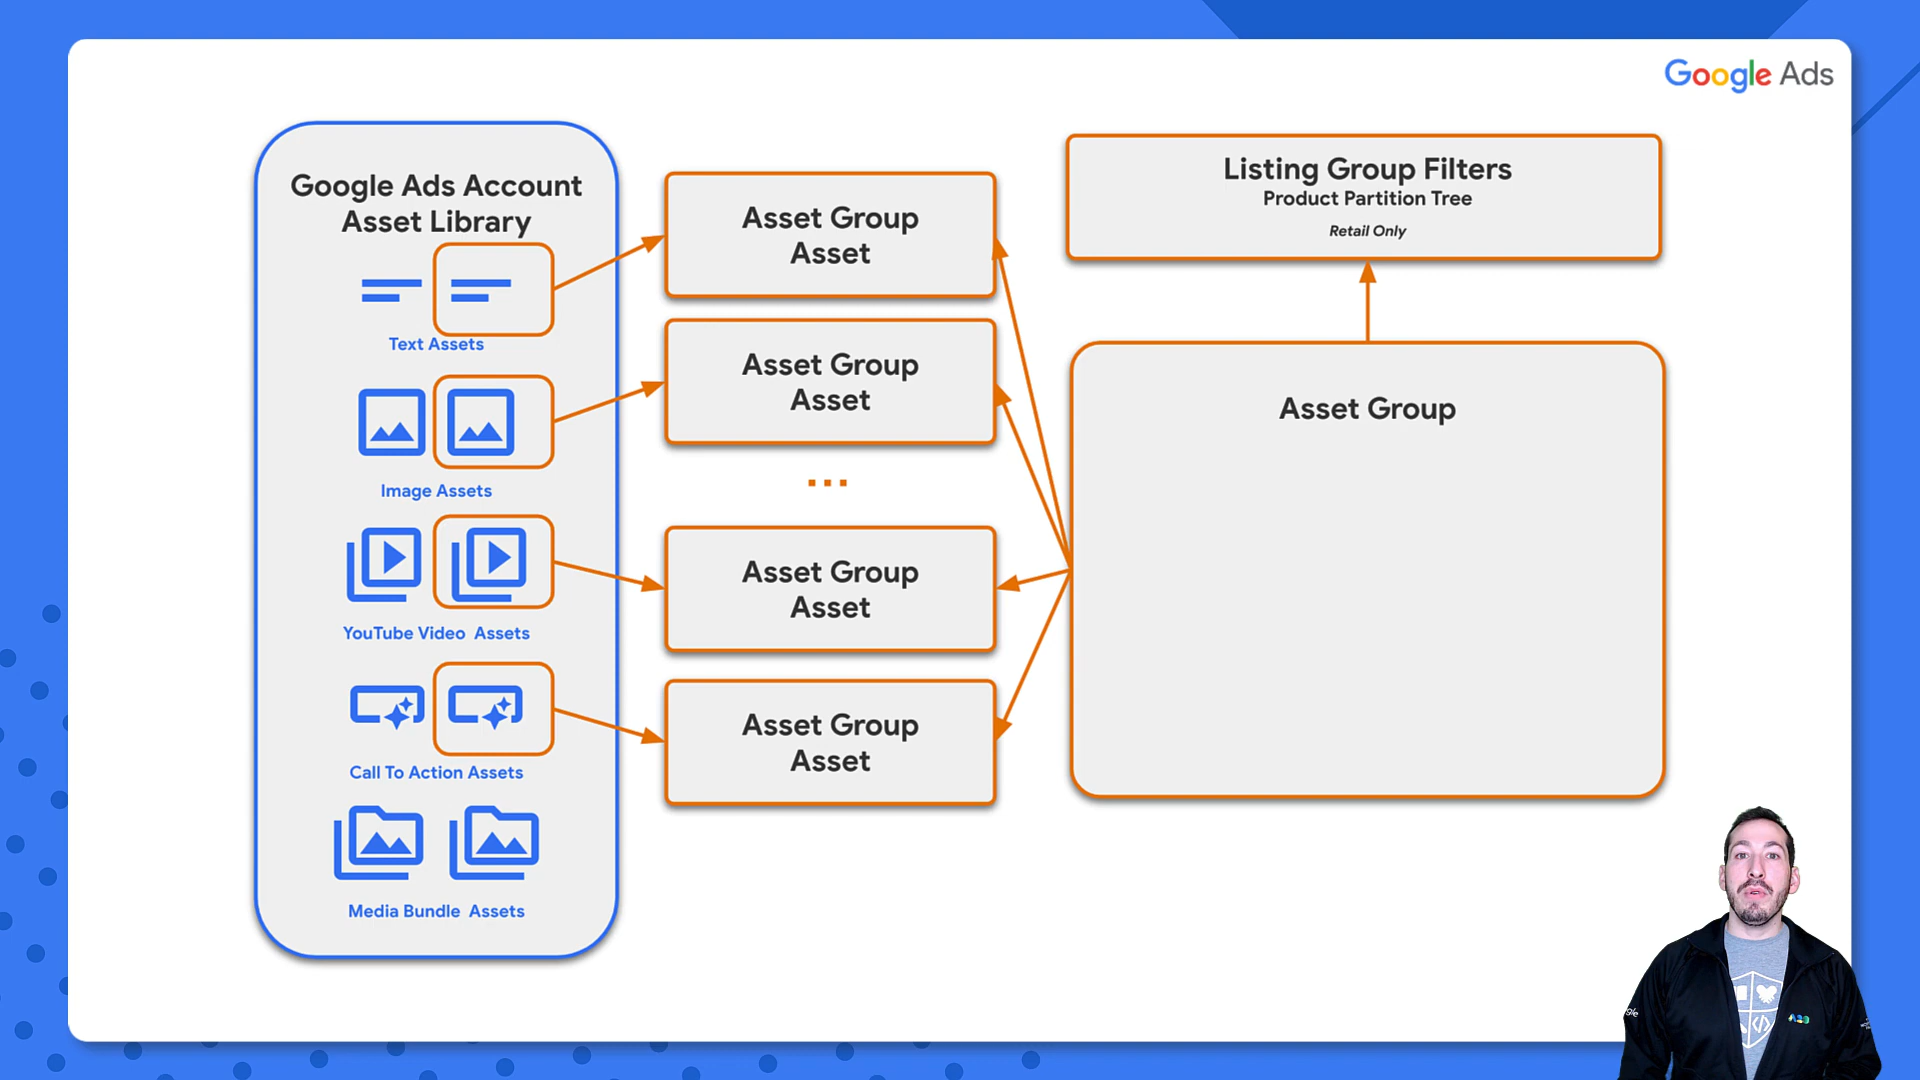 Google Ads
Google Ads Account
Asset Library
Text Assets
Image Assets
YouTube Video Assets
Call To Action Assets
Media Bundle Assets
Asset Group
Asset
Asset Group
Asset
...
Asset Group
Asset
Asset Group
Asset
Listing Group Filters
Product Partition Tree
Retail Only
Asset Group